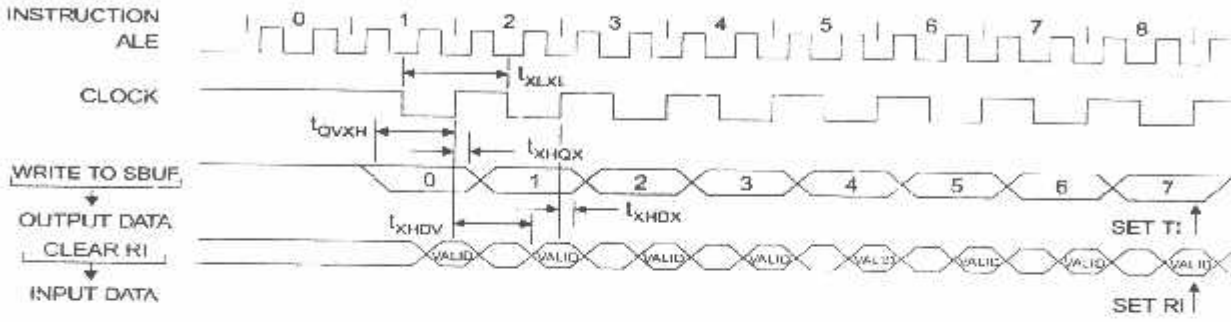 INSTRUCTION 0 1 2 3 4 5 6 7 8
ALE
tXLXL
CLOCK
tQVXH
tXHQX
WRITE TO SBUF
0 1 2 3 4 5 6 7
OUTPUT DATA
tXHDV
tXHDX
SET TI
CLEAR RI
VALID VALID VALID VALID VALID VALID VALID VALID
INPUT DATA
SET RI